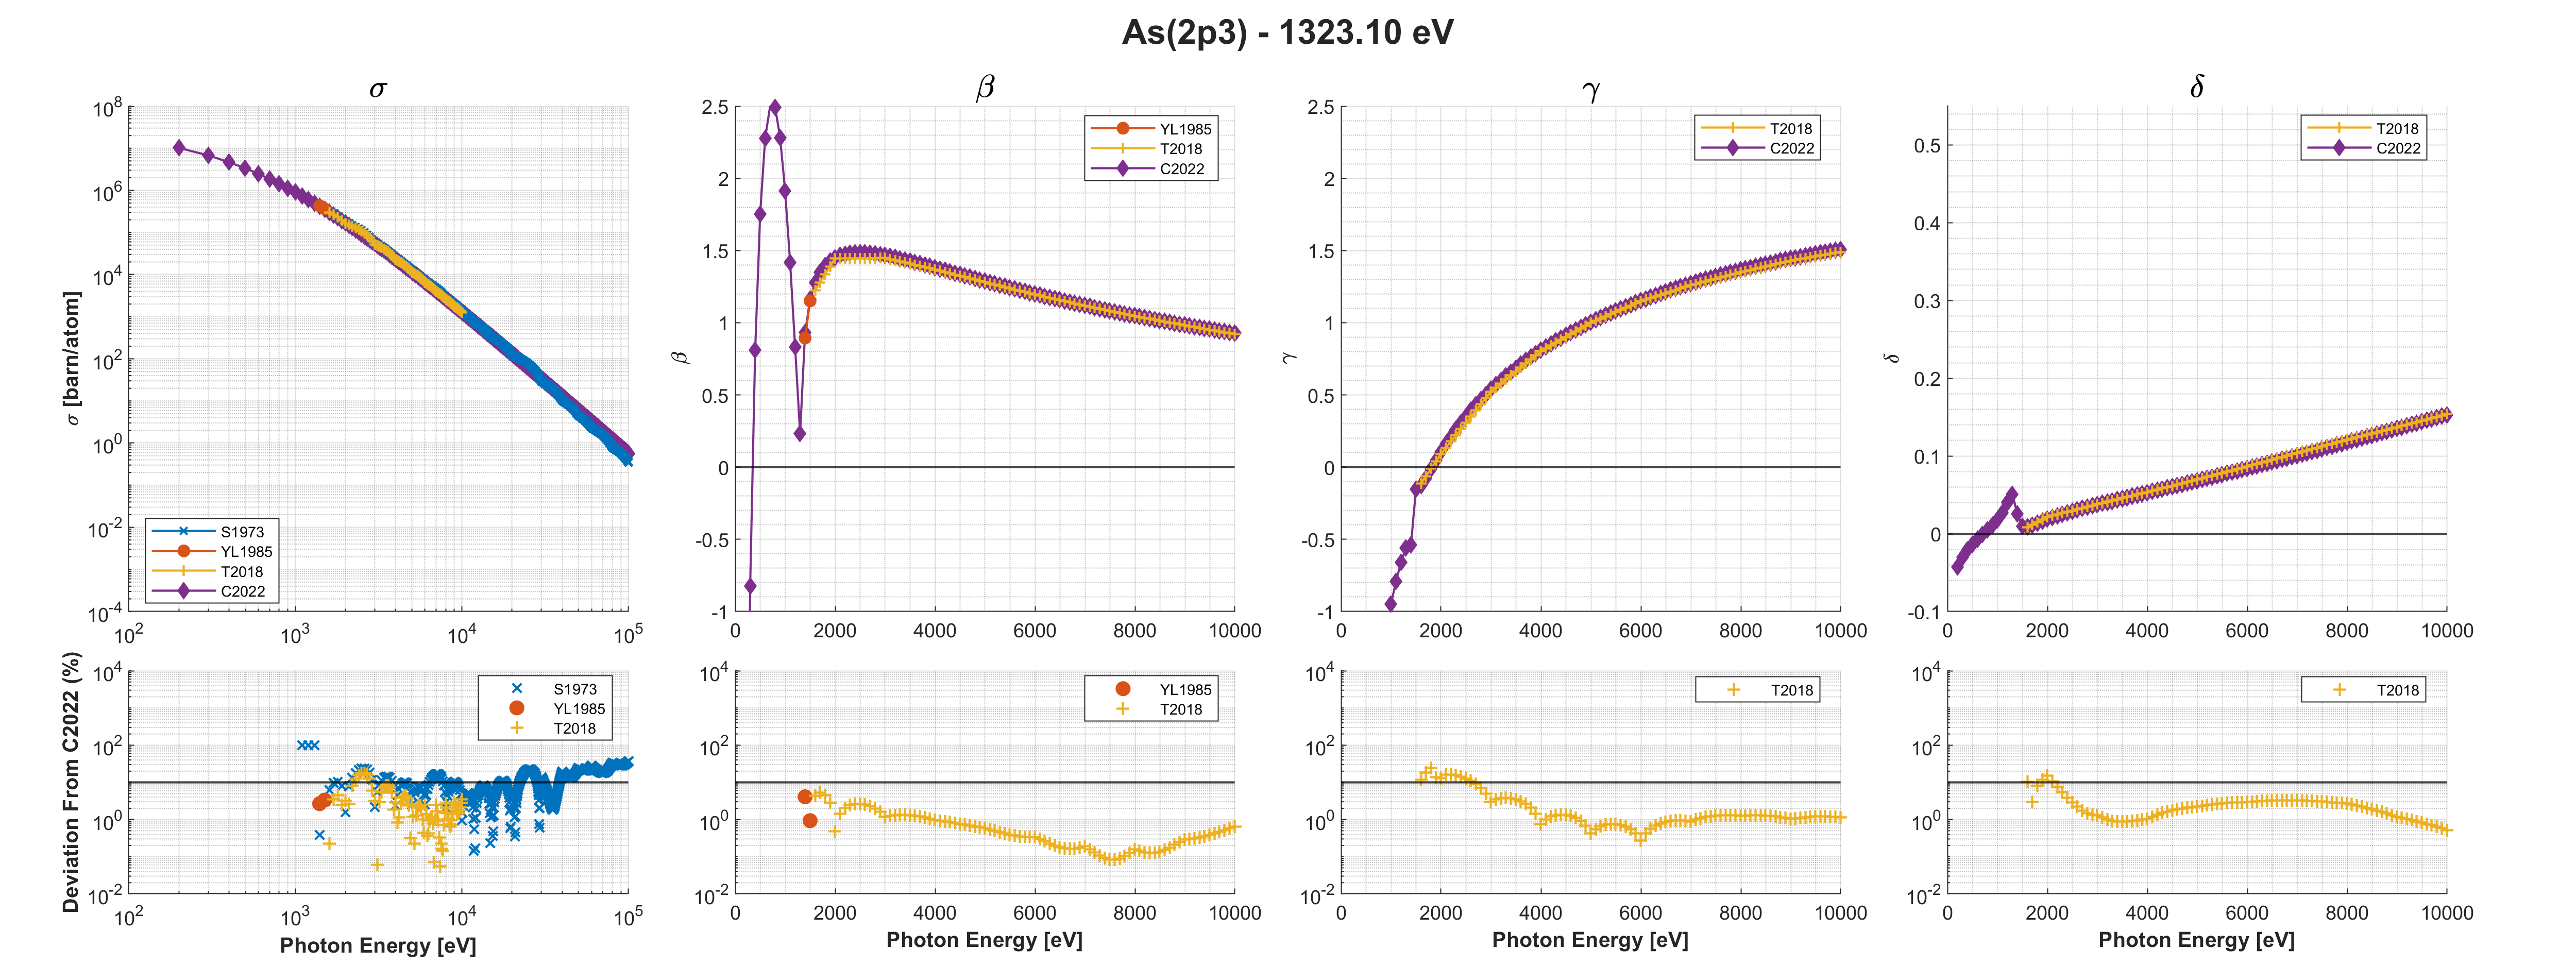 As(2p3) - 1323.10 eV
σ
10^8
10^6
10^4
10^2
10^0
10^-2
10^-4
σ [barn/atom]
S1973
YL1985
T2018
C2022
10^2
10^3
10^4
10^5
β
2.5
2
1.5
1
0.5
0
-0.5
-1
β
YL1985
T2018
C2022
0
2000
4000
6000
8000
10000
γ
2.5
2
1.5
1
0.5
0
-0.5
-1
γ
T2018
C2022
0
2000
4000
6000
8000
10000
δ
0.5
0.4
0.3
0.2
0.1
0
-0.1
δ
T2018
C2022
0
2000
4000
6000
8000
10000
Deviation From C2022 (%)
10^4
10^2
10^0
10^-2
S1973
YL1985
T2018
10^2
10^3
10^4
10^5
Photon Energy [eV]
10^4
10^2
10^0
10^-2
YL1985
T2018
0
2000
4000
6000
8000
10000
Photon Energy [eV]
10^4
10^2
10^0
10^-2
T2018
0
2000
4000
6000
8000
10000
Photon Energy [eV]
10^4
10^2
10^0
10^-2
T2018
0
2000
4000
6000
8000
10000
Photon Energy [eV]